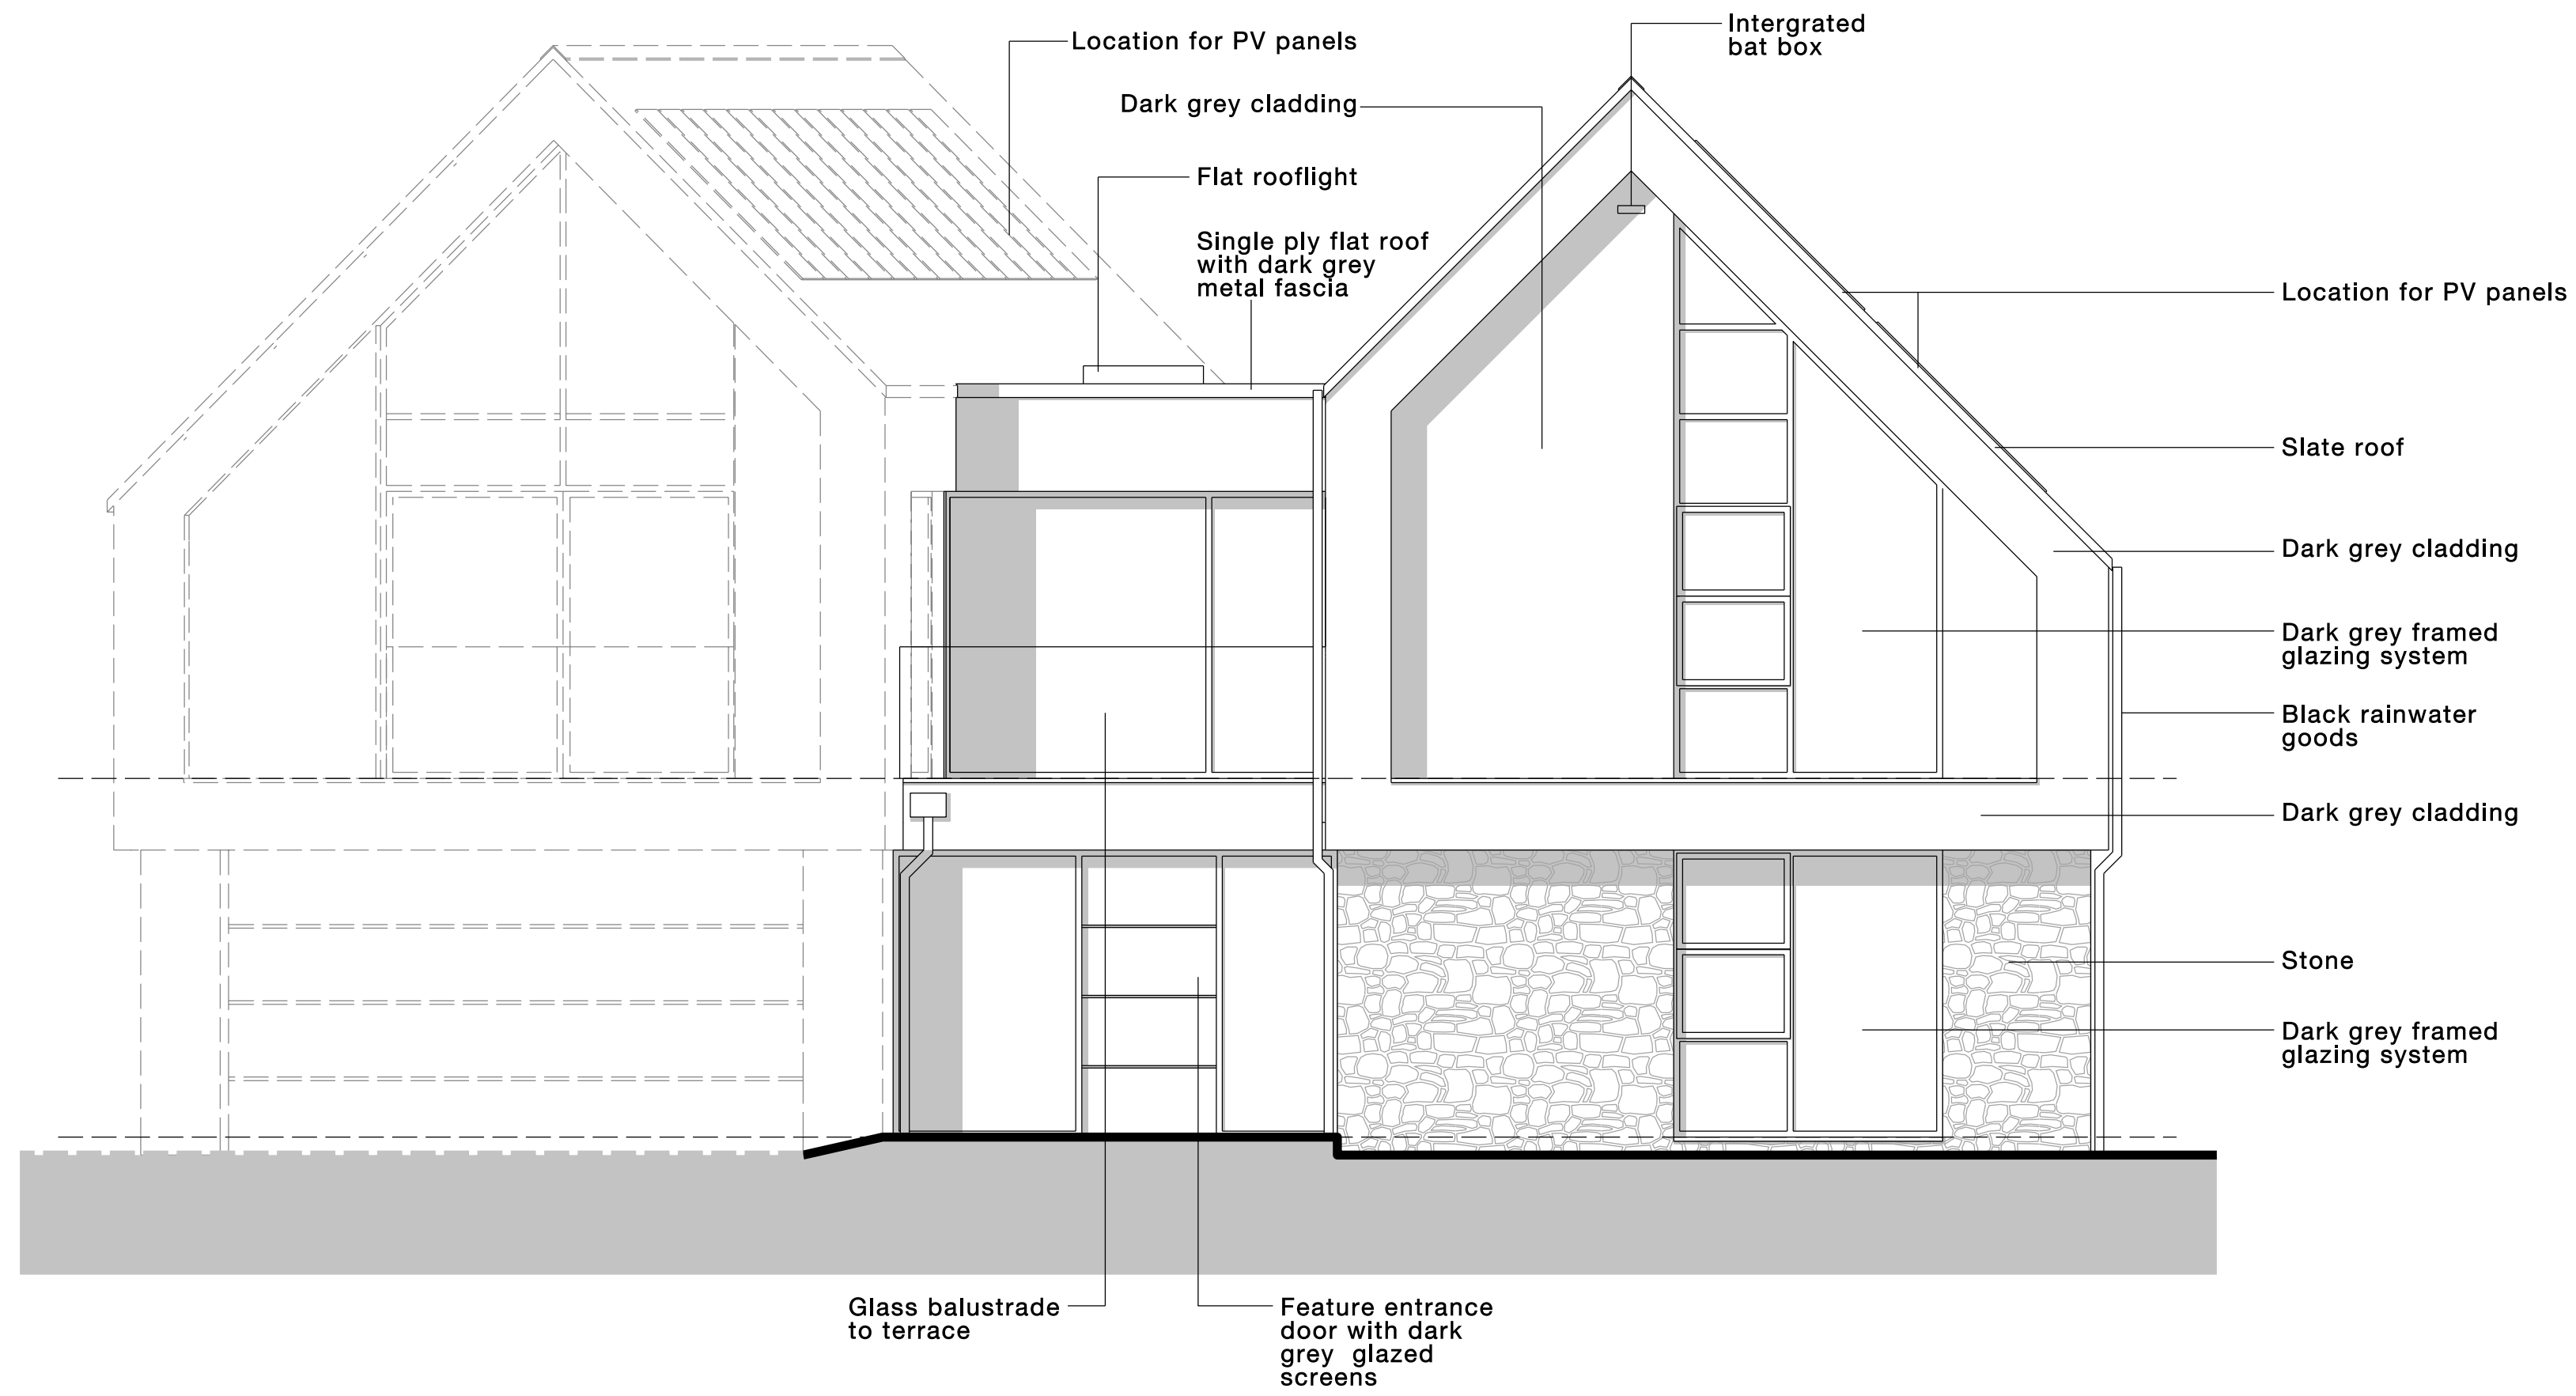 Intergrated
bat box
Location for PV panels
Dark grey cladding
Flat rooflight
Single ply flat roof
with dark grey
metal fascia
Location for PV panels
Slate roof
Dark grey cladding
Dark grey framed
glazing system
Black rainwater
goods
Dark grey cladding
Stone
Dark grey framed
glazing system
Glass balustrade
to terrace
Feature entrance
door with dark
grey glazed
screens